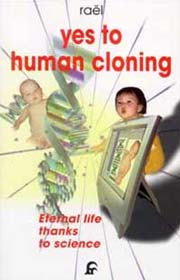 raël
yes to
human cloning
Eternal life
thanks
to science